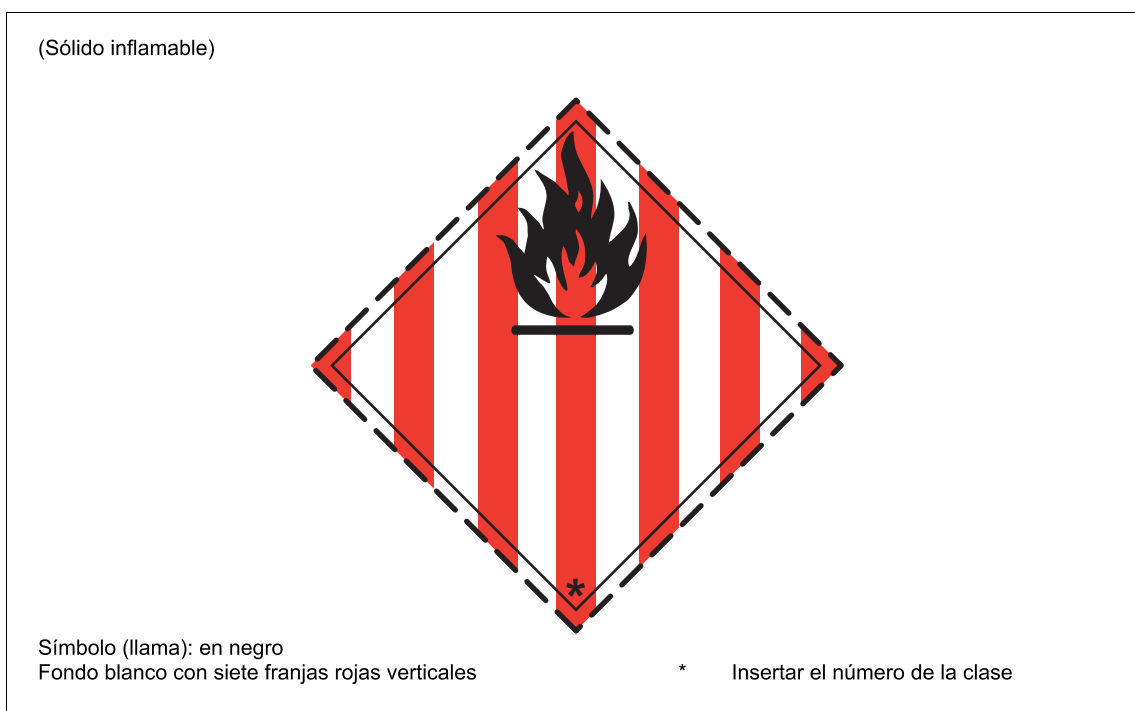 (Sólido inflamable)
*
Símbolo (llama): en negro
Fondo blanco con siete franjas rojas verticales
* Insertar el número de la clase